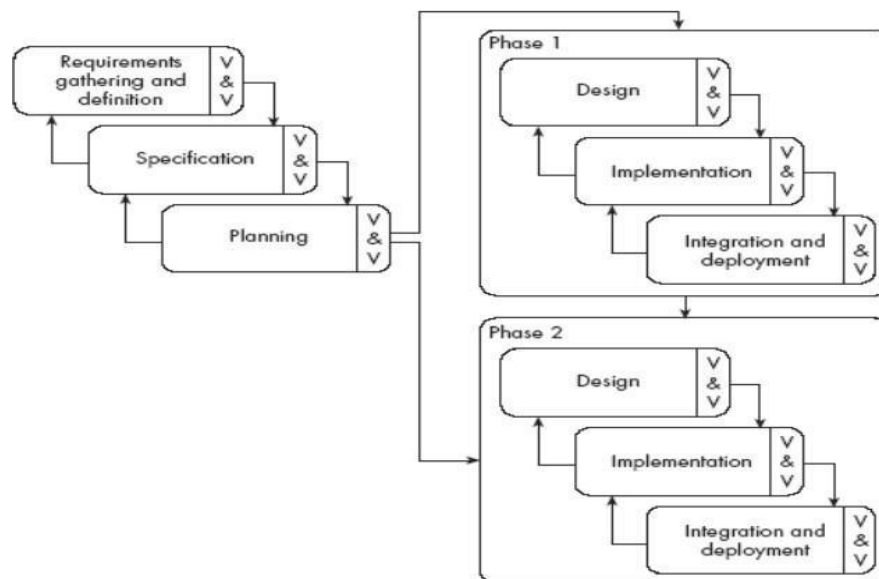 Requirements
gathering and
definition
V
&
V
Specification
V
&
V
Planning
V
&
V
Phase 1
Design
V
&
V
Implementation
V
&
V
Integration and
deployment
V
&
V
Phase 2
Design
V
&
V
Implementation
V
&
V
Integration and
deployment
V
&
V